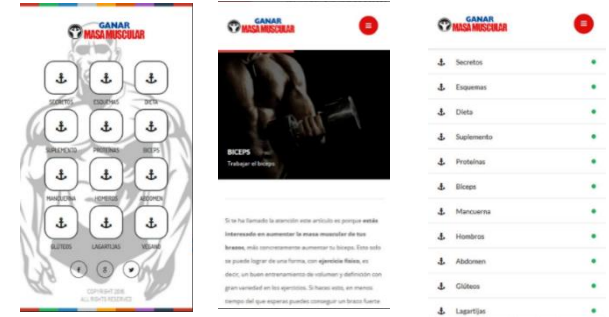 GANAR
MASA MUSCULAR
SECRETOS ESQUEMAS DIETA
SUPLEMENTO PROTEINAS BICEPS
MANCUERNA HOMBROS ABDOMEN
GLÚTEOS LAGARTIJAS VEGANO
COPYRIGHT 2018
ALL RIGHTS RESERVED
GANAR
MASA MUSCULAR
BICEPS
Trabajar el biceps
Si te ha llamado la atención este artículo es porque estás
interesado en aumentar la masa muscular de tus
brazos, más concretamente aumentar tu bíceps. Esto solo
se puede lograr de una forma, con ejercicio físico, es
decir, un buen entrenamiento de volumen y definición con
gran variedad en los ejercicios. Si haces esto, en menos
tiempo del que esperas puedes conseguir un brazo fuerte
GANAR
MASA MUSCULAR
Secretos
Esquemas
Dieta
Suplemento
Proteinas
Biceps
Mancuerna
Hombros
Abdomen
Glúteos
Lagartijas